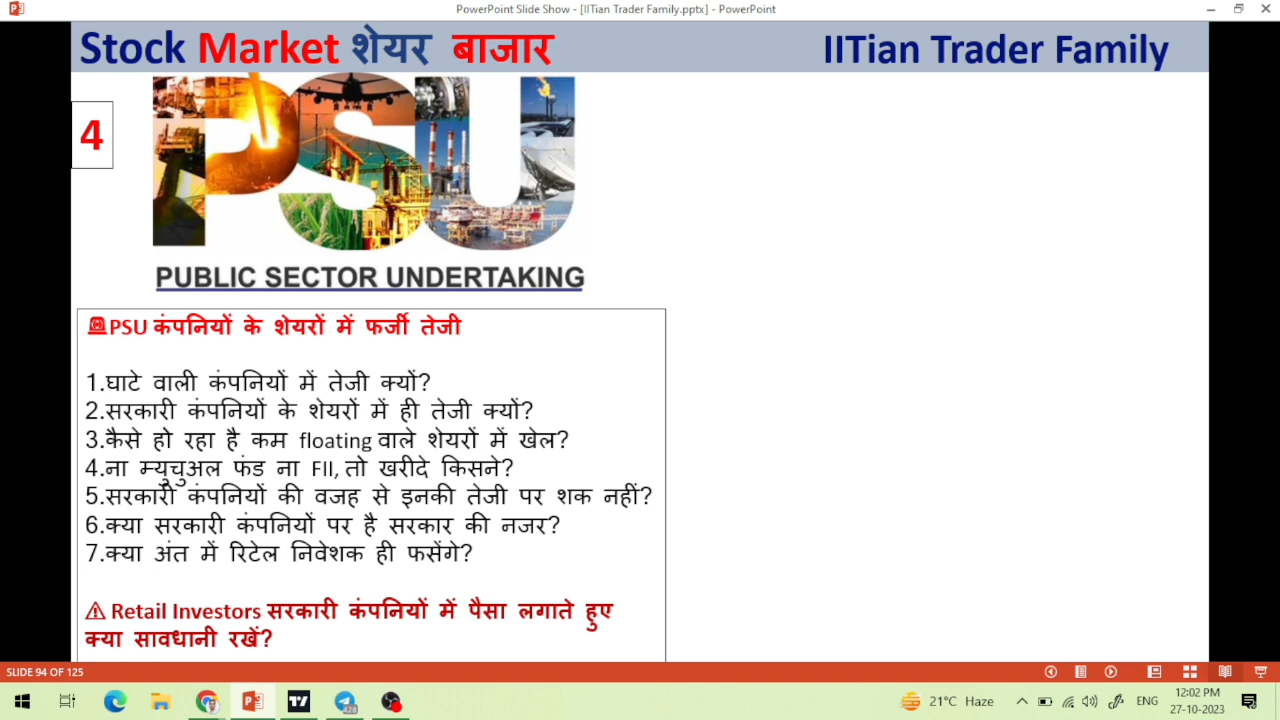 PowerPoint Slide Show - [IITian Trader Family.pptx] - PowerPoint
Stock Market शेयर बाजार
IITian Trader Family
4
PSU
PUBLIC SECTOR UNDERTAKING
🚨PSU कंपनियों के शेयरों में फर्जी तेजी
1.घाटे वाली कंपनियों में तेजी क्यों?
2.सरकारी कंपनियों के शेयरों में ही तेजी क्यों?
3.कैसे हो रहा है कम floating वाले शेयरों में खेल?
4.ना म्युचुअल फंड ना FII, तो खरीदे किसने?
5.सरकारी कंपनियों की वजह से इनकी तेजी पर शक नहीं?
6.क्या सरकारी कंपनियों पर है सरकार की नजर?
7.क्या अंत में रिटेल निवेशक ही फसेंगे?
⚠ Retail Investors सरकारी कंपनियों में पैसा लगाते हुए
क्या सावधानी रखें?
SLIDE 94 OF 125
428
21°C Haze
ENG
12:02 PM
27-10-2023